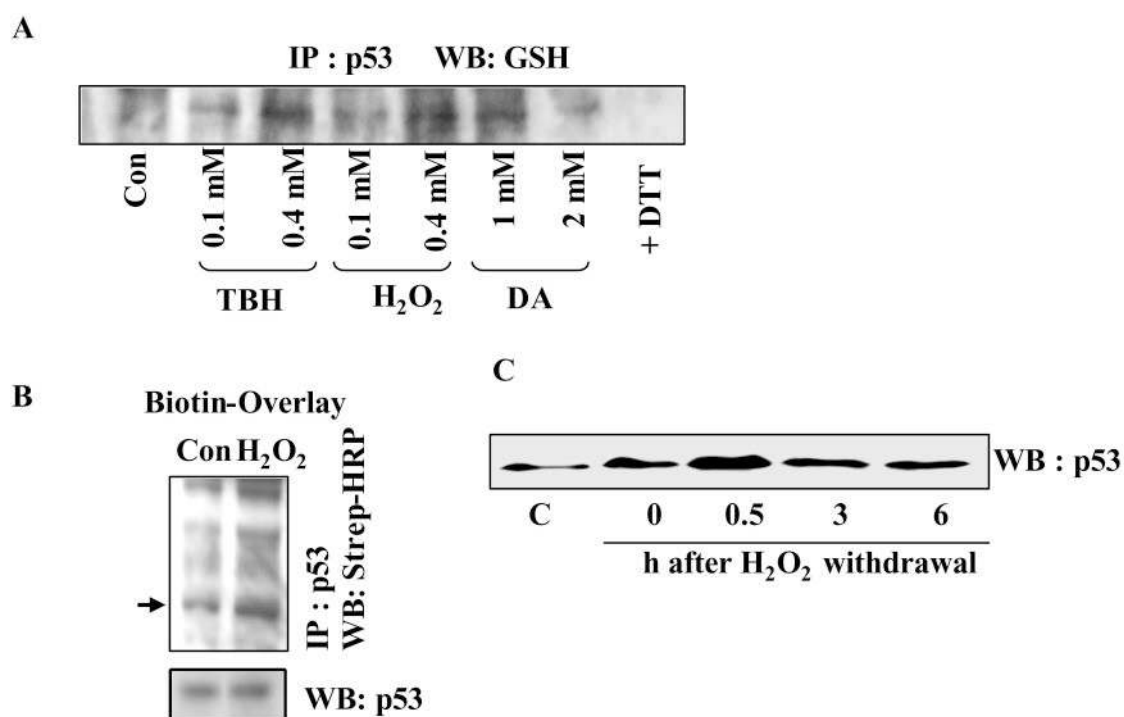 A
IP : p53 WB: GSH
Con
0.1 mM
0.4 mM
0.1 mM
0.4 mM
1 mM
2 mM
+ DTT
TBH
H₂O₂
DA
B
Biotin-Overlay
Con H₂O₂
IP : p53
WB: Strep-HRP
WB: p53
C
WB : p53
C 0 0.5 3 6
h after H₂O₂ withdrawal